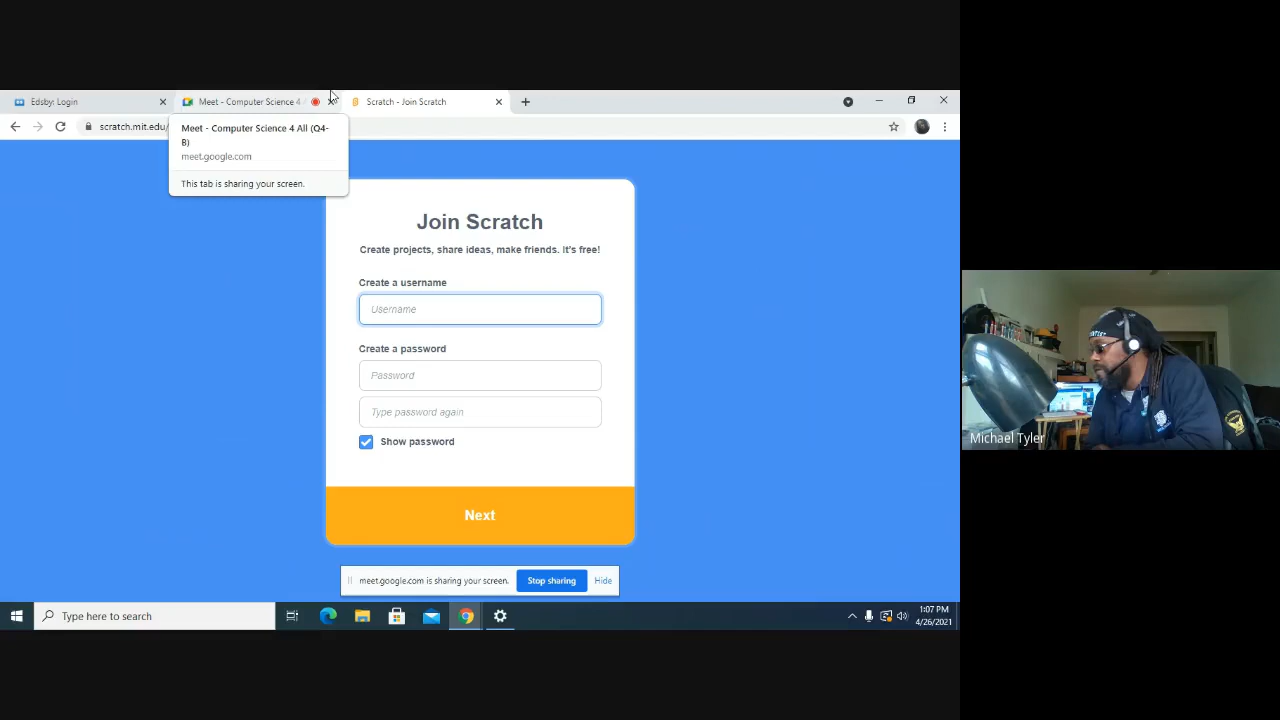 Edsby: Login
Meet - Computer Science 4
Scratch - Join Scratch
scratch.mit.edu/
Meet - Computer Science 4 All (Q4-
B)
meet.google.com
This tab is sharing your screen.
Join Scratch
Create projects, share ideas, make friends. It's free!
Create a username
Username
Create a password
Password
Type password again
Show password
Next
meet.google.com is sharing your screen.
Stop sharing
Hide
Type here to search
1:07 PM
4/26/2021
Michael Tyler